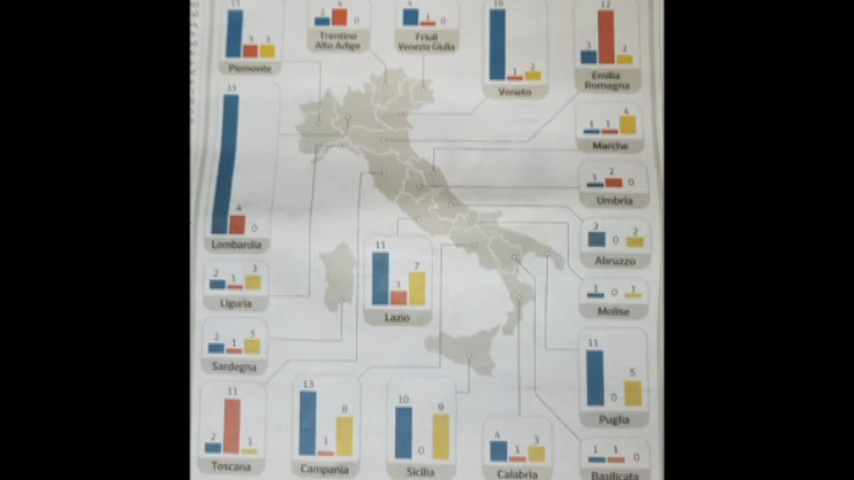 11
3 3
Piemonte
2 4 0
Trentino
Alto Adige
4 1 0
Friuli
Venezia Giulia
16
1 2
Veneto
3 12 2
Emilia
Romagna
33
4 0
Lombardia
1 1 4
Marche
1 2 0
Umbria
0 2
Abruzzo
2 1 3
Liguria
11 7
Lazio
1 0 1
Molise
2 1 3
Sardegna
11 0 5
Puglia
2 11 1
Toscana
13 1 8
Campania
10 0 9
Sicilia
4 1 3
Calabria
1 1 0
Basilicata